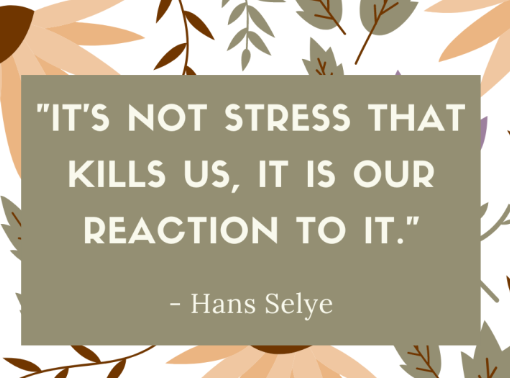 "IT'S NOT STRESS THAT
KILLS US, IT IS OUR
REACTION TO IT."
- Hans Selye